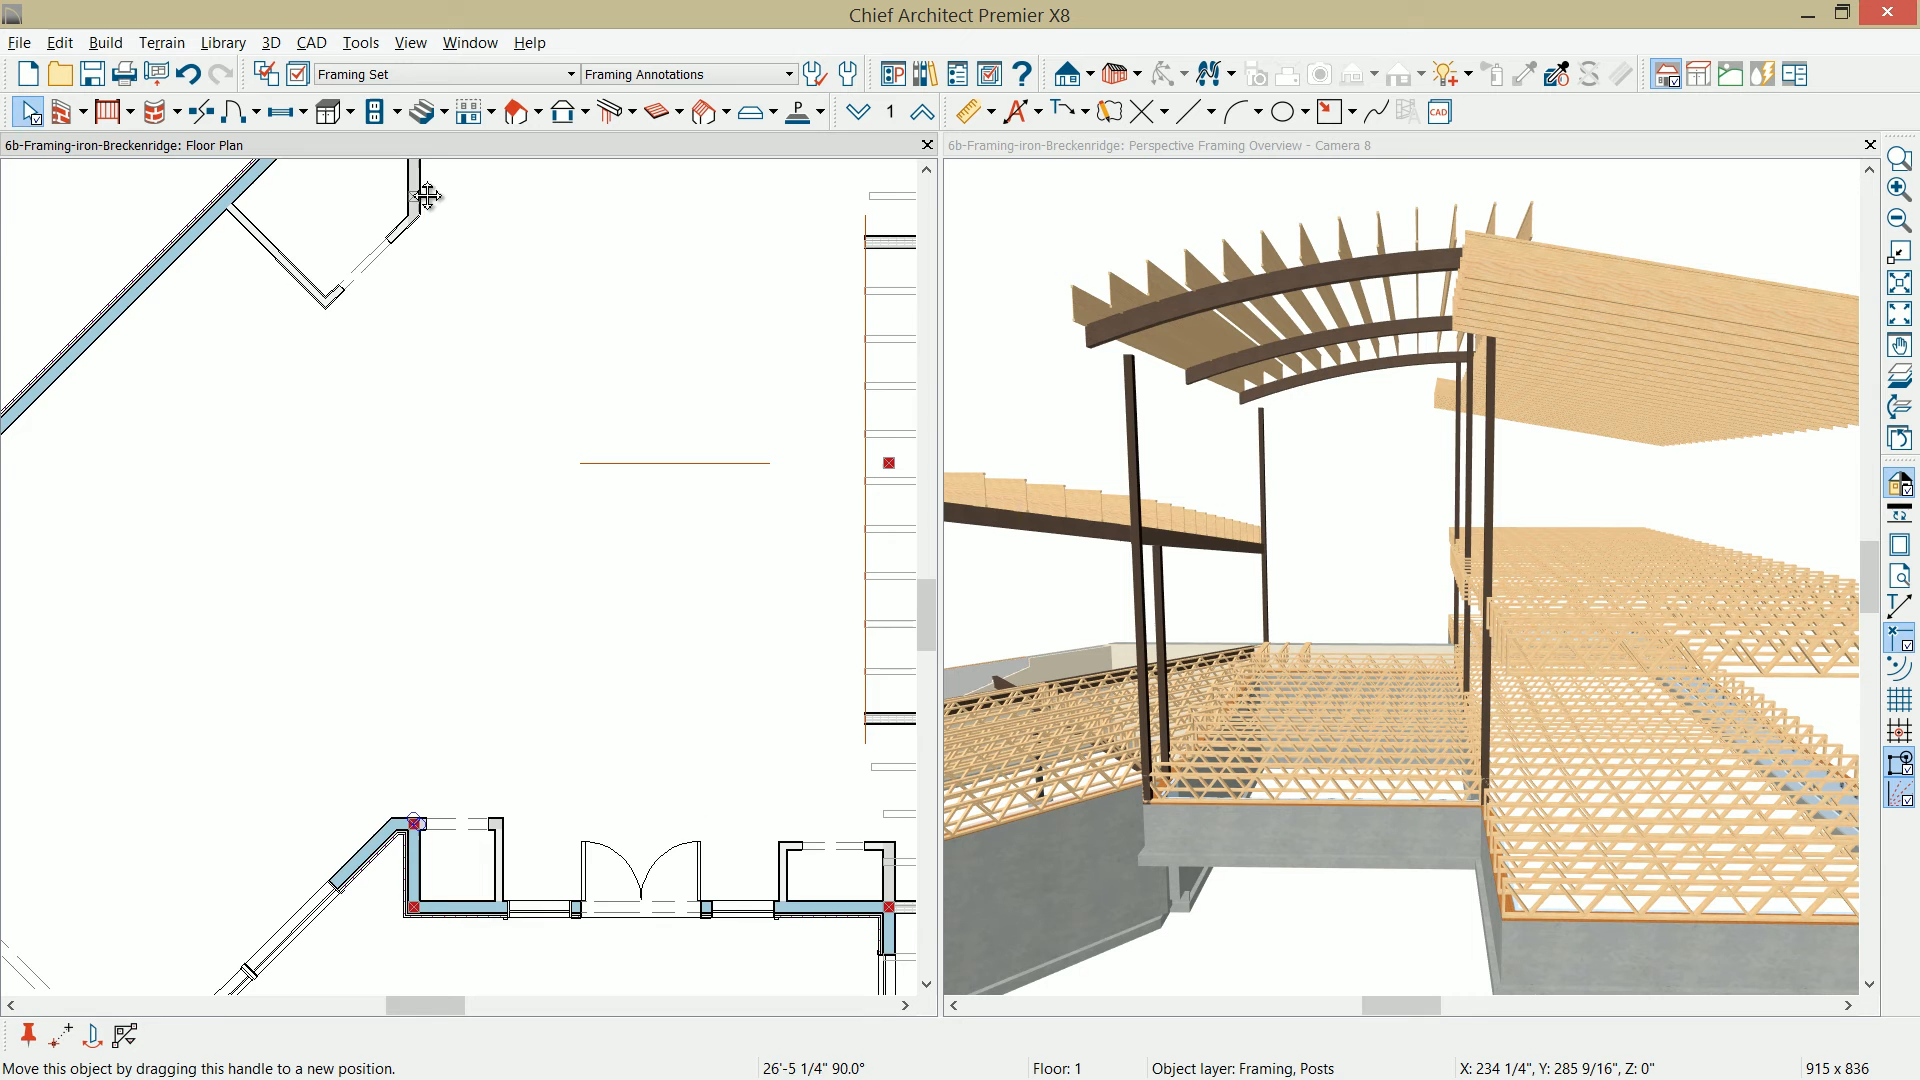 Chief Architect Premier X8
File Edit Build Terrain Library 3D CAD Tools View Window Help
Framing Set Framing Annotations
1 A P CAD
6b-Framing-iron-Breckenridge: Floor Plan
6b-Framing-iron-Breckenridge: Perspective Framing Overview - Camera 8
Move this object by dragging this handle to a new position.
26'-5 1/4" 90.0°
Floor: 1
Object layer: Framing, Posts
X: 234 1/4", Y: 285 9/16", Z: 0"
915 x 836